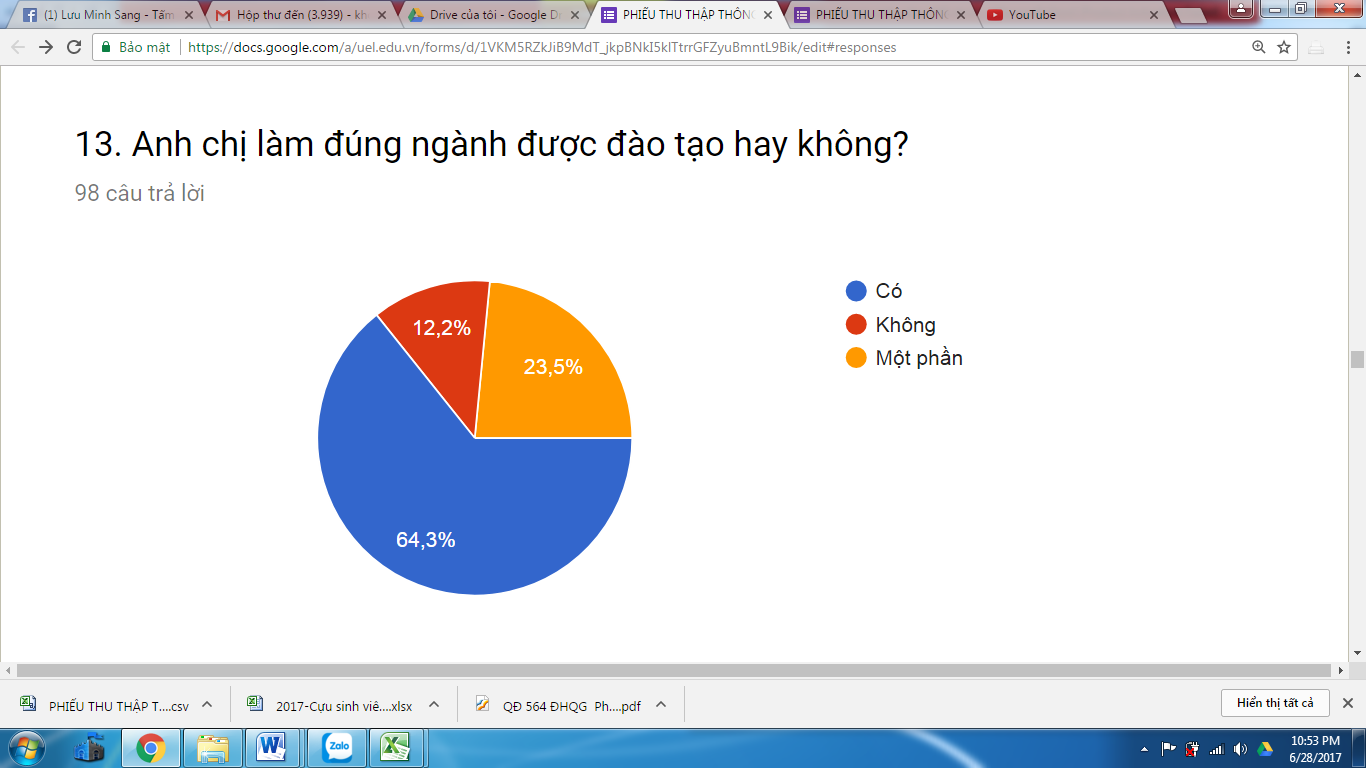 (1) Lưu Minh Sang - Tấm
Hộp thư đến (3.939) - kh
Drive của tôi - Google Dr
PHIẾU THU THẬP THÔNG
PHIẾU THU THẬP THÔNG
YouTube
Bảo mật
https://docs.google.com/a/uel.edu.vn/forms/d/1VKM5RZkJiB9MdT_jkpBNkI5klTtrrGFZyuBmntL9Bik/edit#responses
13. Anh chị làm đúng ngành được đào tạo hay không?
98 câu trả lời
Có
Không
Một phần
12,2%
23,5%
64,3%
PHIẾU THU THẬP T....csv
2017-Cựu sinh viê....xlsx
QĐ 564 ĐHQG Ph....pdf
Hiển thị tất cả
Zalo
10:53 PM
6/28/2017